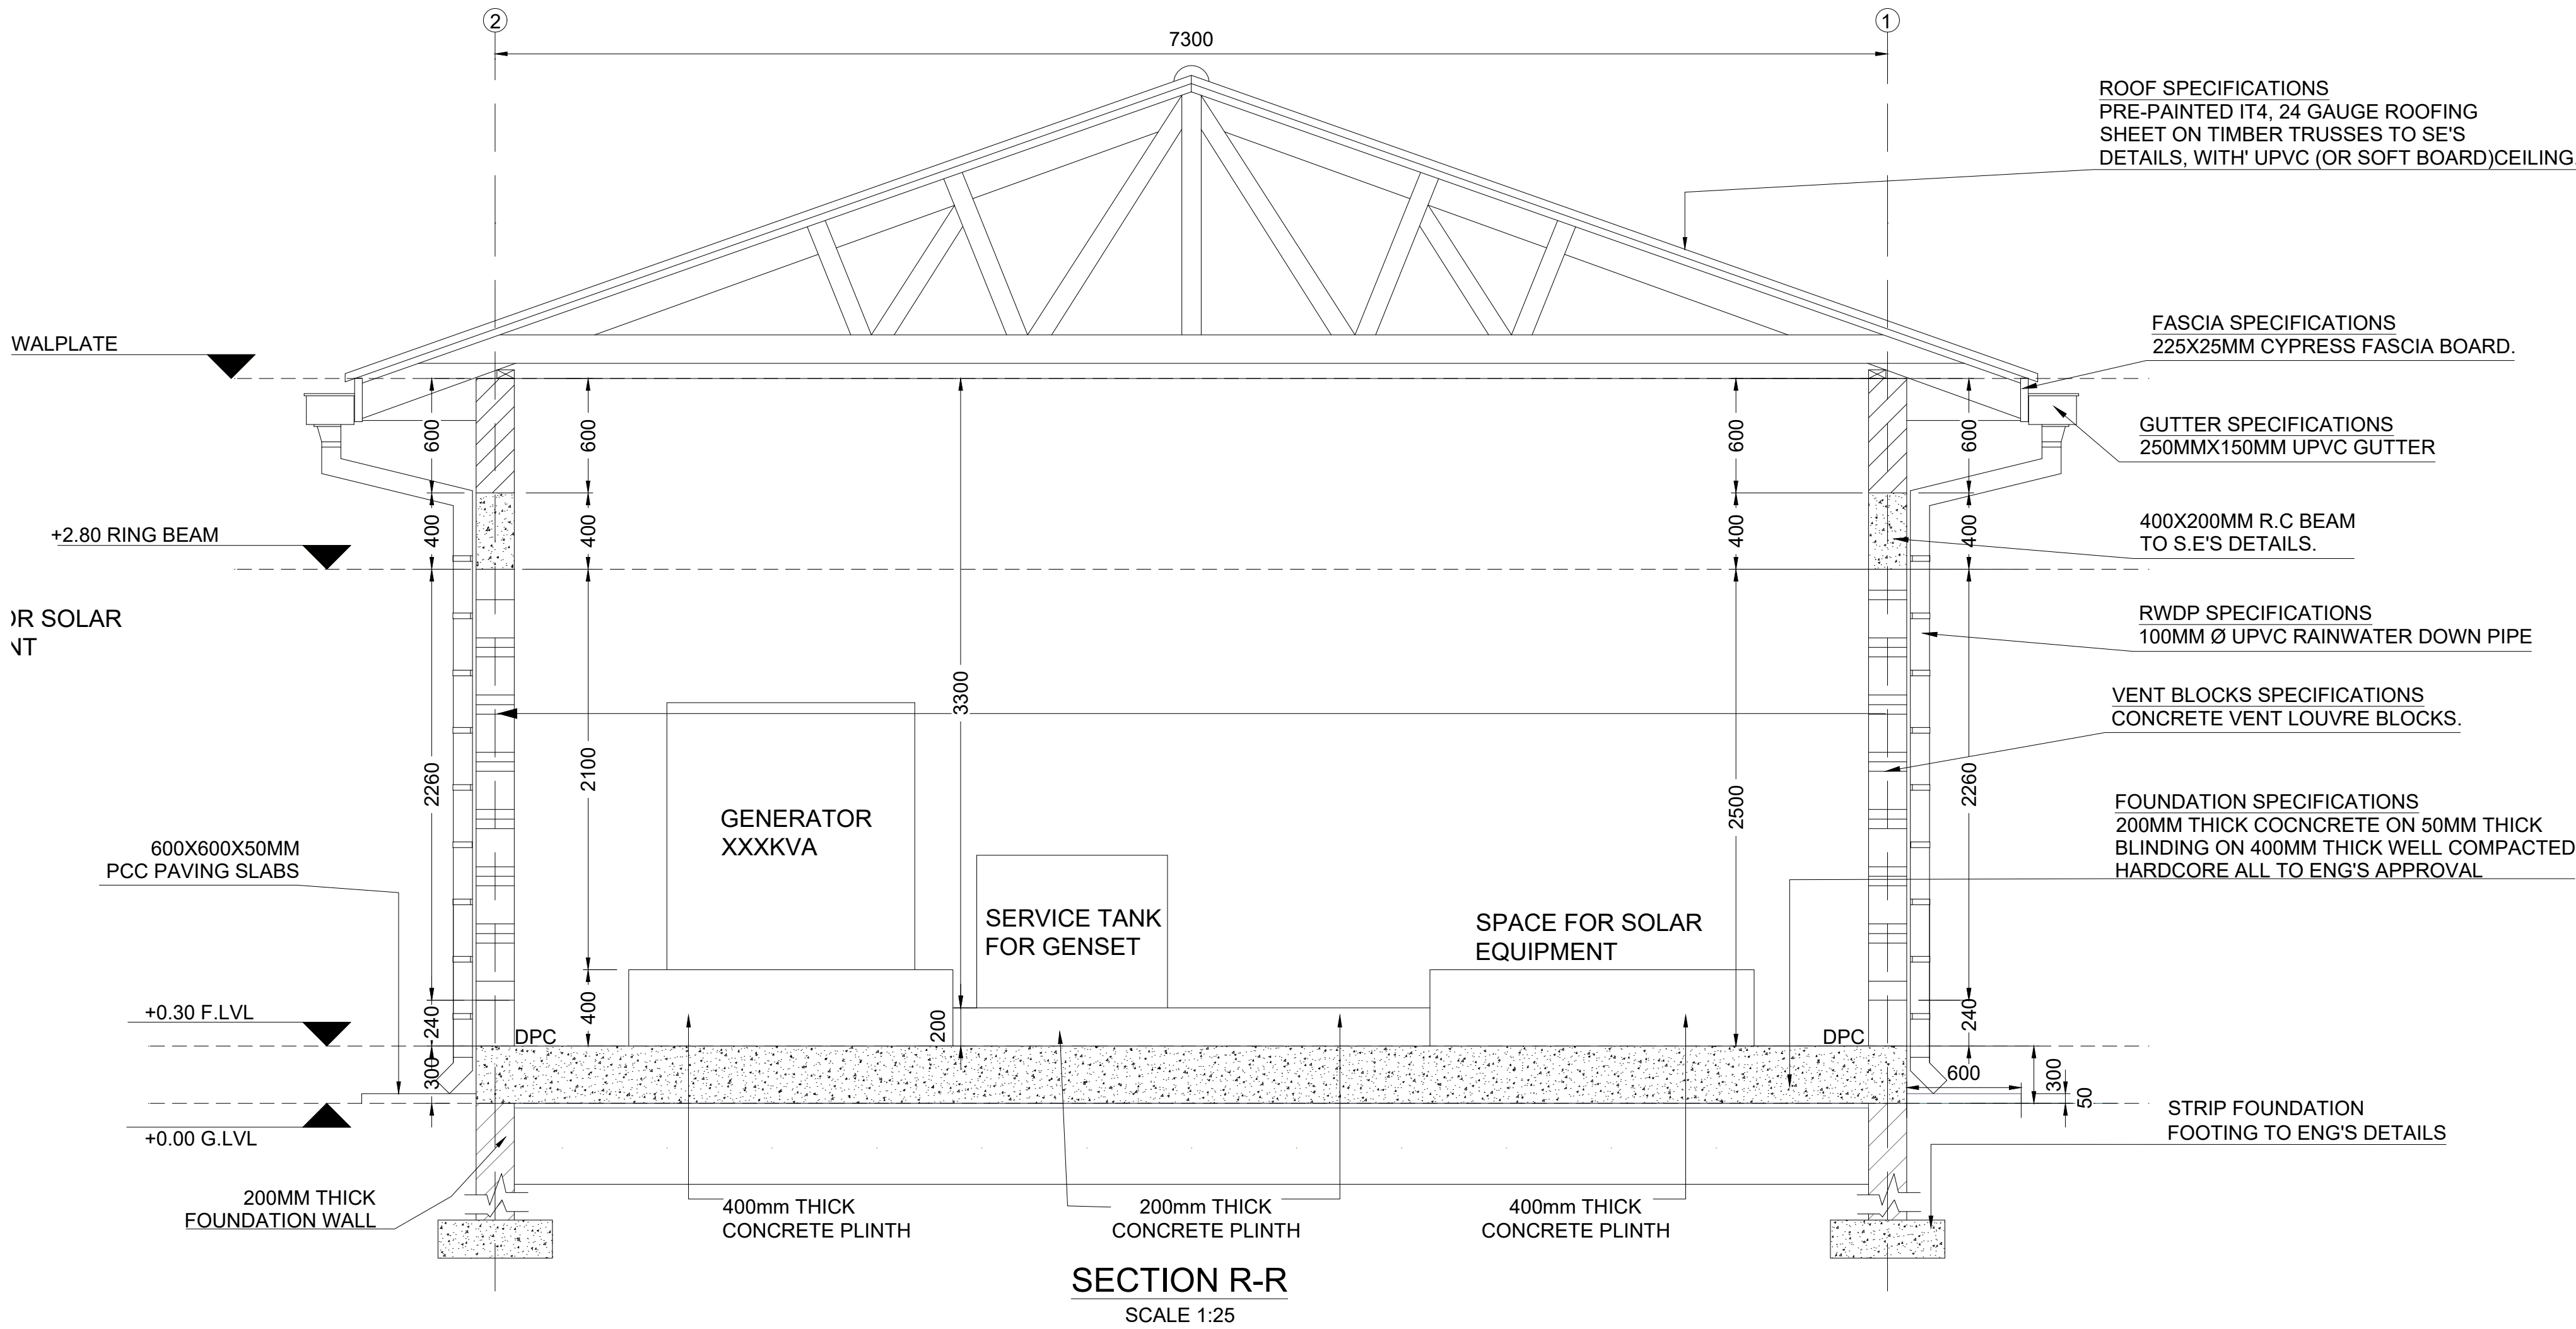 2
1
7300
ROOF SPECIFICATIONS
PRE-PAINTED IT4, 24 GAUGE ROOFING
SHEET ON TIMBER TRUSSES TO SE'S
DETAILS, WITH' UPVC (OR SOFT BOARD)CEILING
WALPLATE
FASCIA SPECIFICATIONS
225X25MM CYPRESS FASCIA BOARD.
GUTTER SPECIFICATIONS
250MMX150MM UPVC GUTTER
600
600
600
600
+2.80 RING BEAM
400
400
400
400
400X200MM R.C BEAM
TO S.E'S DETAILS.
OR SOLAR
NT
RWDP SPECIFICATIONS
100MM Ø UPVC RAINWATER DOWN PIPE
3300
VENT BLOCKS SPECIFICATIONS
CONCRETE VENT LOUVRE BLOCKS.
2260
2100
2500
2260
GENERATOR
XXXKVA
FOUNDATION SPECIFICATIONS
200MM THICK COCNCRETE ON 50MM THICK
BLINDING ON 400MM THICK WELL COMPACTED
HARDCORE ALL TO ENG'S APPROVAL
600X600X50MM
PCC PAVING SLABS
SERVICE TANK
FOR GENSET
SPACE FOR SOLAR
EQUIPMENT
+0.30 F.LVL
240
400
200
240
DPC
DPC
300
600
300
50
+0.00 G.LVL
STRIP FOUNDATION
FOOTING TO ENG'S DETAILS
200MM THICK
FOUNDATION WALL
400mm THICK
CONCRETE PLINTH
200mm THICK
CONCRETE PLINTH
400mm THICK
CONCRETE PLINTH
SECTION R-R
SCALE 1:25